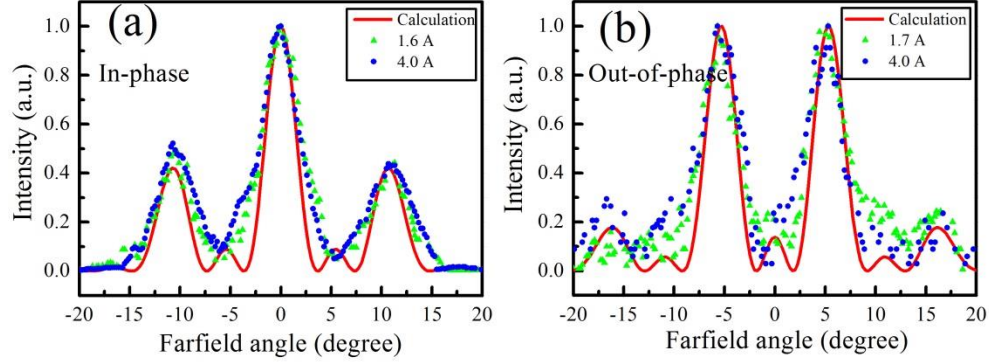 (a)
In-phase
Calculation
1.6 A
4.0 A
Intensity (a.u.)
1.0
0.8
0.6
0.4
0.2
0.0
-20 -15 -10 -5 0 5 10 15 20
Farfield angle (degree)
(b)
Out-of-phase
Calculation
1.7 A
4.0 A
Intensity (a.u.)
1.0
0.8
0.6
0.4
0.2
0.0
-20 -15 -10 -5 0 5 10 15 20
Farfield angle (degree)